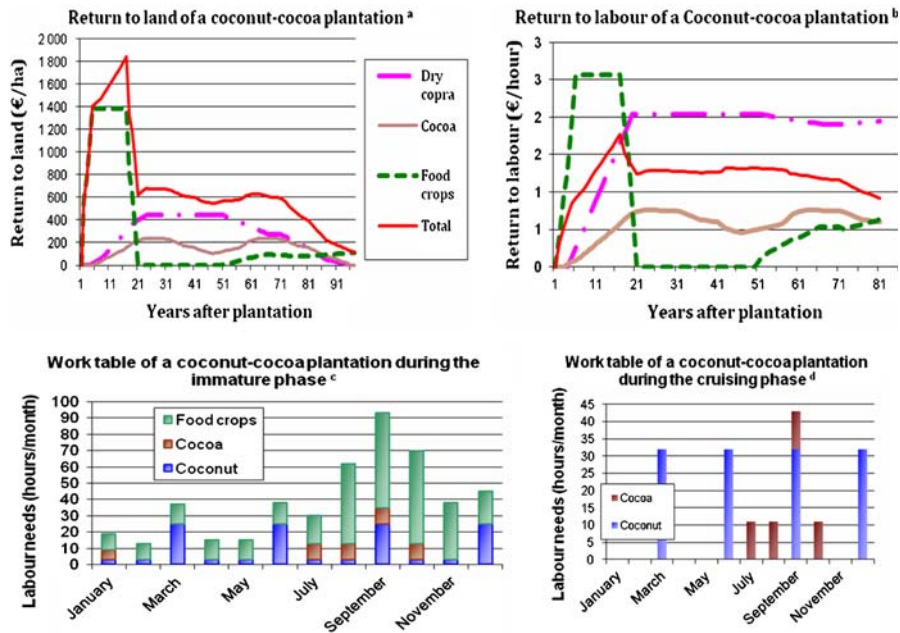 Return to land of a coconut-cocoa plantation a
Return to land (€/ha)
2 000
1 800
1 600
1400
1200
1 000
800
600
400
200
0
1 11 21 31 41 51 61 71 81 91
Years after plantation
Dry copra
Cocoa
Food crops
Total
Return to labour of a Coconut-cocoa plantation b
Return to labour (€/hour)
3
3
2
2
1
1
0
1 11 21 31 41 51 61 71 81
Years after plantation
Work table of a coconut-cocoa plantation during the
immature phase c
Labour needs (hours/month)
100
90
80
70
60
50
40
30
20
10
0
Food crops
Cocoa
Coconut
January March May July September November
Work table of a coconut-cocoa plantation
during the cruising phase d
Labour needs (hours/month)
45
40
35
30
25
20
15
10
5
0
Cocoa
Coconut
January March May July September November